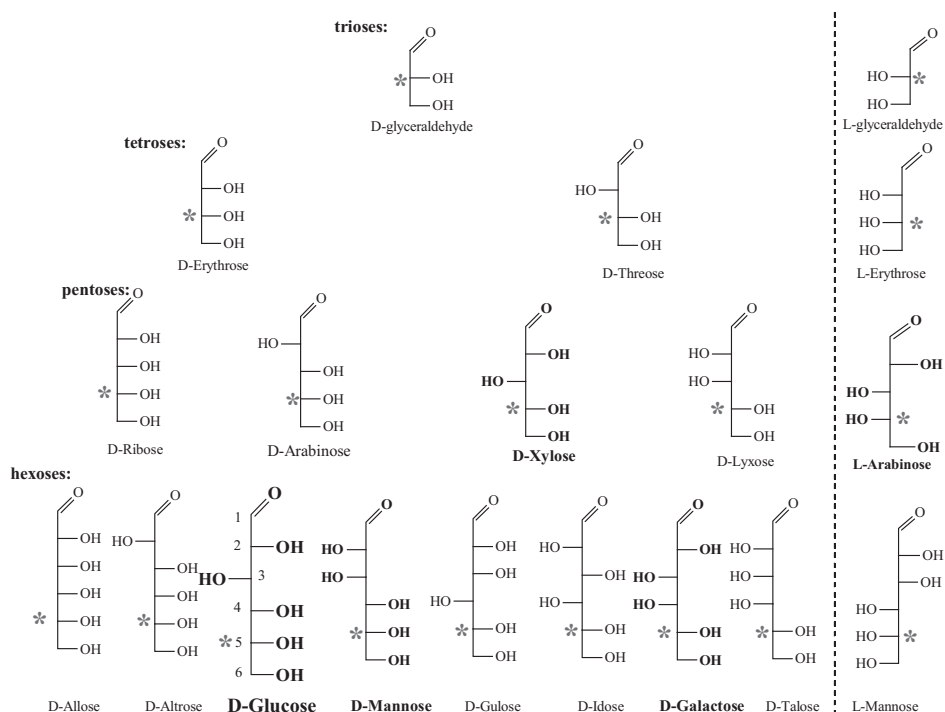 trioses:
O
* OH
OH
D-glyceraldehyde
O
HO *
HO
L-glyceraldehyde
tetroses:
O
OH
* OH
OH
D-Erythrose
O
HO
* OH
OH
D-Threose
O
HO
HO *
HO
L-Erythrose
pentoses:
O
OH
OH
* OH
OH
D-Ribose
O
HO
OH
* OH
OH
D-Arabinose
O
OH
HO
* OH
OH
D-Xylose
O
HO
HO
* OH
OH
D-Lyxose
O
OH
HO
HO *
OH
L-Arabinose
hexoses:
O
OH
OH
OH
* OH
OH
D-Allose
O
HO
OH
OH
* OH
OH
D-Altrose
O
1
2 OH
HO 3
4 OH
* 5 OH
6 OH
D-Glucose
O
HO
HO
OH
* OH
OH
D-Mannose
O
OH
OH
HO
* OH
OH
D-Gulose
O
HO
OH
HO
* OH
OH
D-Idose
O
OH
HO
HO
* OH
OH
D-Galactose
O
HO
HO
HO
* OH
OH
D-Talose
O
OH
OH
HO
HO *
HO
L-Mannose